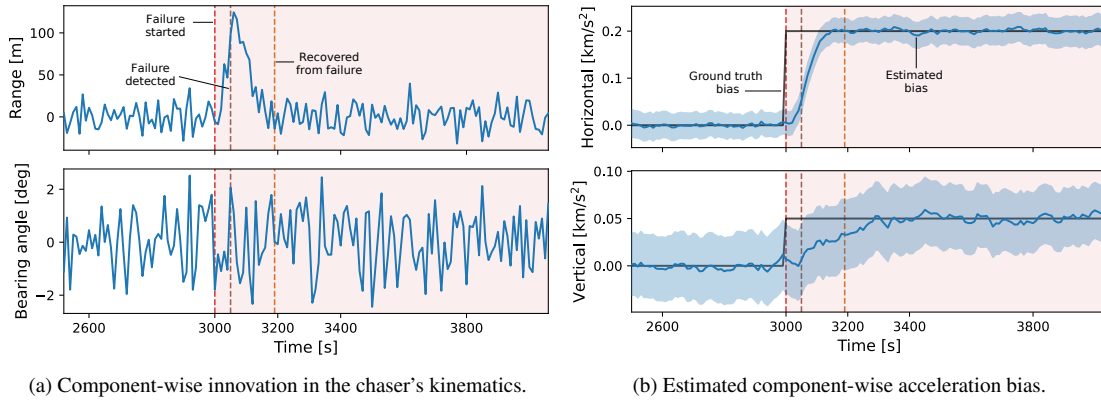 Failure
started
Failure
detected
Recovered
from failure
Range [m]
100
50
0
Bearing angle [deg]
2
0
−2
2600
3000
3200
3400
3800
Time [s]
(a) Component-wise innovation in the chaser's kinematics.
Horizontal [km/s²]
0.2
0.1
0.0
Ground truth
bias
Estimated
bias
Vertical [km/s²]
0.10
0.05
0.00
2600
3000
3200
3400
3800
Time [s]
(b) Estimated component-wise acceleration bias.